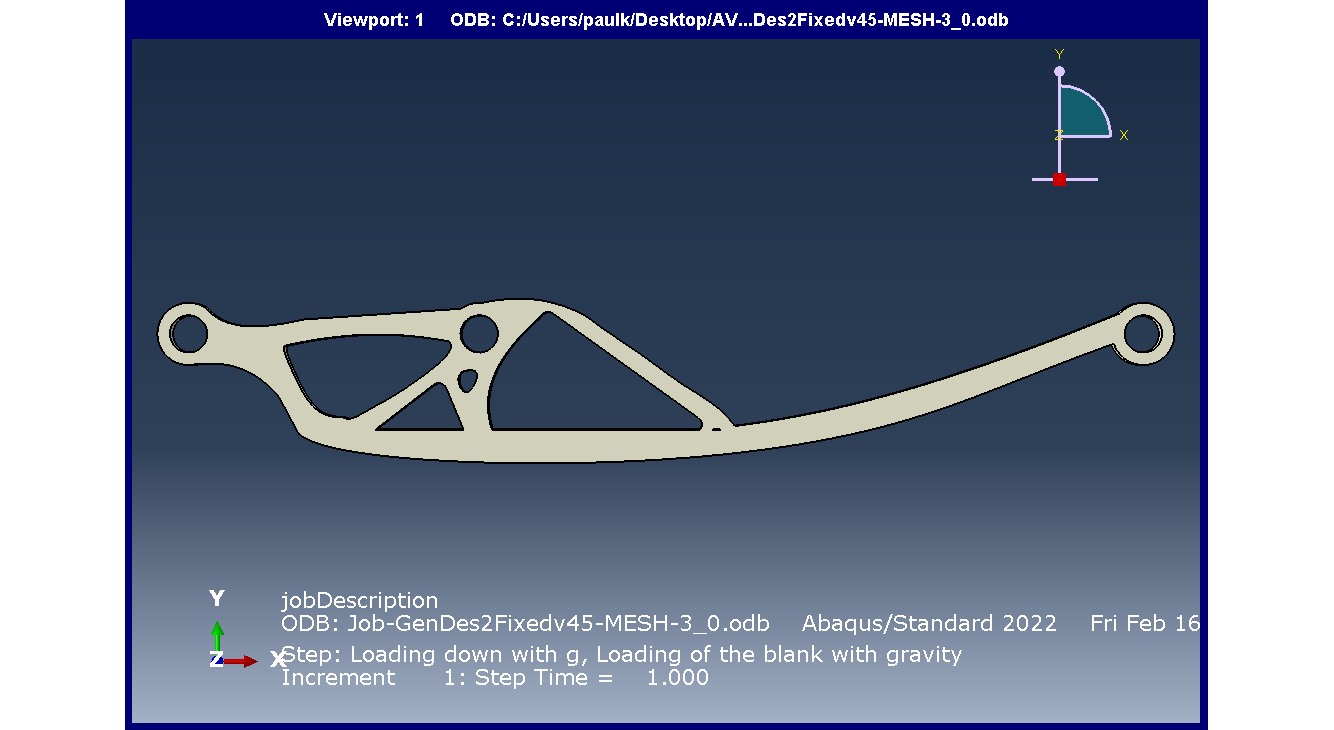 Viewport: 1 ODB: C:/Users/paulk/Desktop/AV...Des2Fixedv45-MESH-3_0.odb
Y
Z X
jobDescription
ODB: Job-GenDes2Fixedv45-MESH-3_0.odb Abaqus/Standard 2022 Fri Feb 16
Step: Loading down with g, Loading of the blank with gravity
Increment 1: Step Time = 1.000
Y
Z X